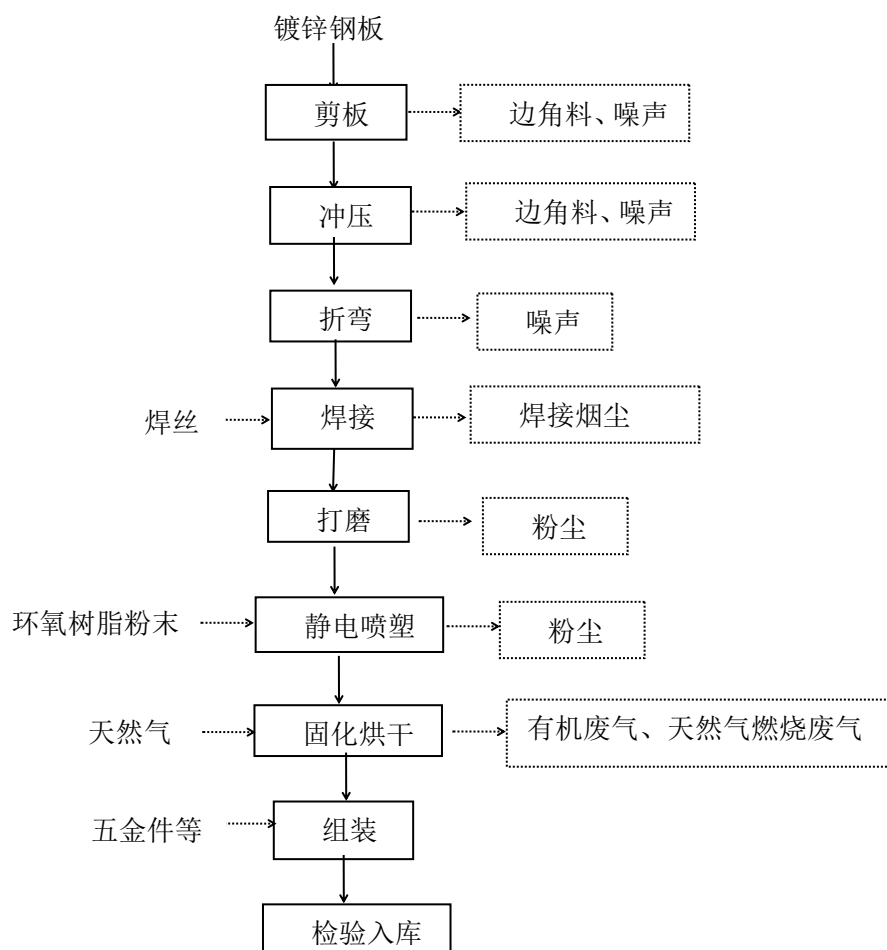 镀锌钢板
剪板
边角料、噪声
冲压
边角料、噪声
折弯
噪声
焊丝
焊接
焊接烟尘
打磨
粉尘
环氧树脂粉末
静电喷塑
粉尘
天然气
固化烘干
有机废气、天然气燃烧废气
五金件等
组装
检验入库